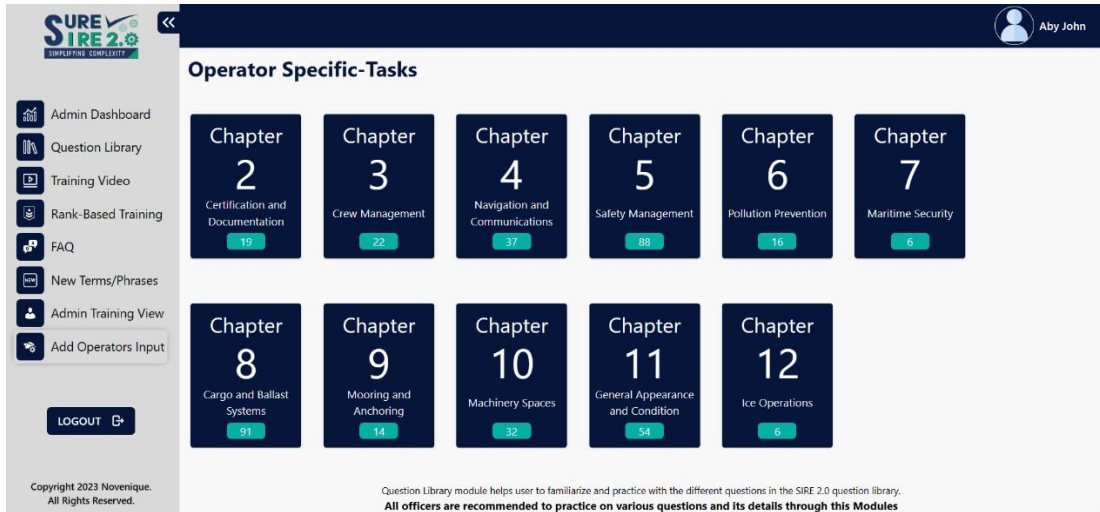 SURE
SIRE 2.0
SIMPLIFYING COMPLEXITY
Aby John
Operator Specific-Tasks
Admin Dashboard
Question Library
Training Video
Rank-Based Training
FAQ
NEW
New Terms/Phrases
Admin Training View
Add Operators Input
LOGOUT
Copyright 2023 Novenique.
All Rights Reserved.
Chapter
2
Certification and
Documentation
19
Chapter
3
Crew Management
22
Chapter
4
Navigation and
Communications
37
Chapter
5
Safety Management
88
Chapter
6
Pollution Prevention
16
Chapter
7
Maritime Security
6
Chapter
8
Cargo and Ballast
Systems
91
Chapter
9
Mooring and
Anchoring
14
Chapter
10
Machinery Spaces
32
Chapter
11
General Appearance
and Condition
54
Chapter
12
Ice Operations
6
Question Library module helps user to familiarize and practice with the different questions in the SIRE 2.0 question library.
All officers are recommended to practice on various questions and its details through this Modules